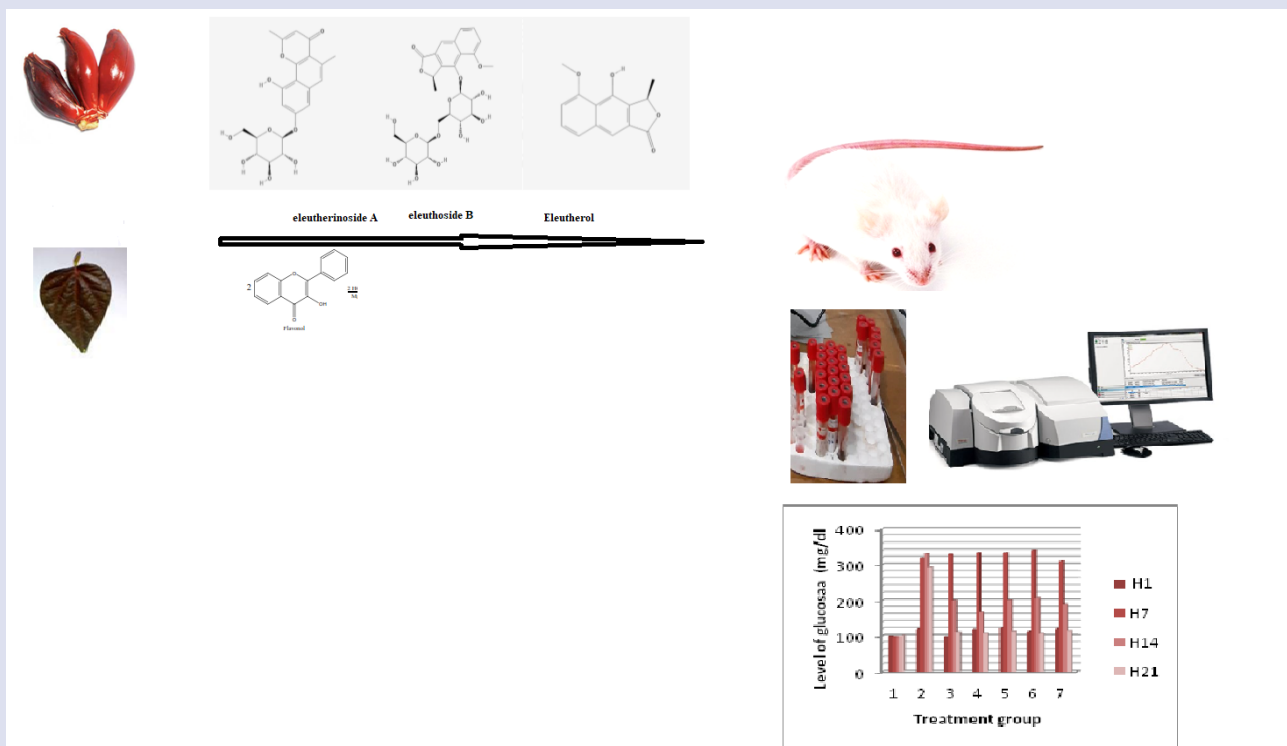 eleutherinoside A
eleuthoside B
Eleutherol
2
OH
Flavonol
Level of glucosaa (mg/dl
400
300
200
100
0
1 2 3 4 5 6 7
Treatment group
H1
H7
H14
H21